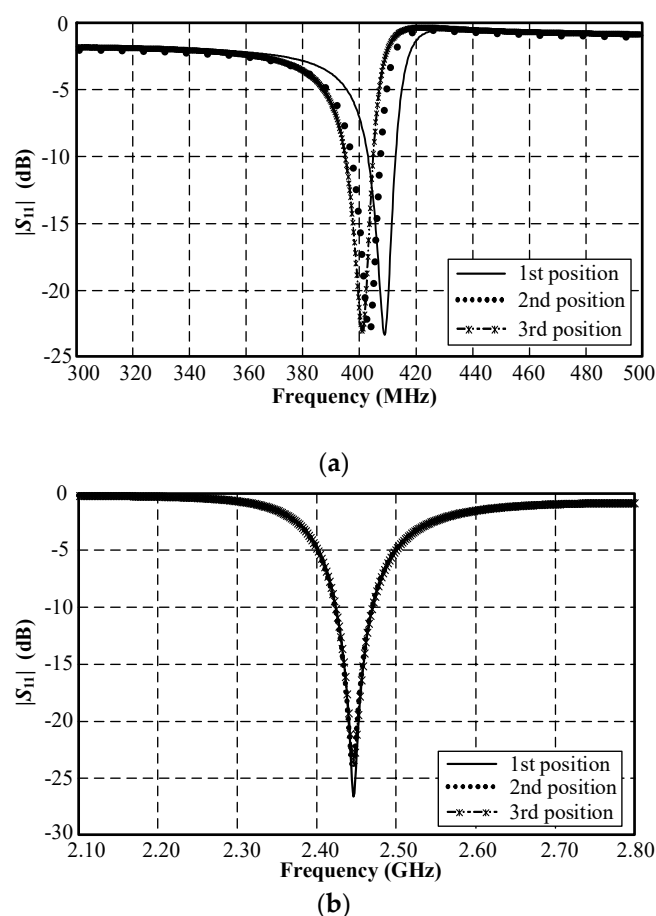 0
-5
-10
-15
-20
-25
|S11| (dB)
1st position
2nd position
3rd position
300 320 340 360 380 400 420 440 460 480 500
Frequency (MHz)
(a)
0
-5
-10
-15
-20
-25
-30
|S11| (dB)
1st position
2nd position
3rd position
2.10 2.20 2.30 2.40 2.50 2.60 2.70 2.80
Frequency (GHz)
(b)